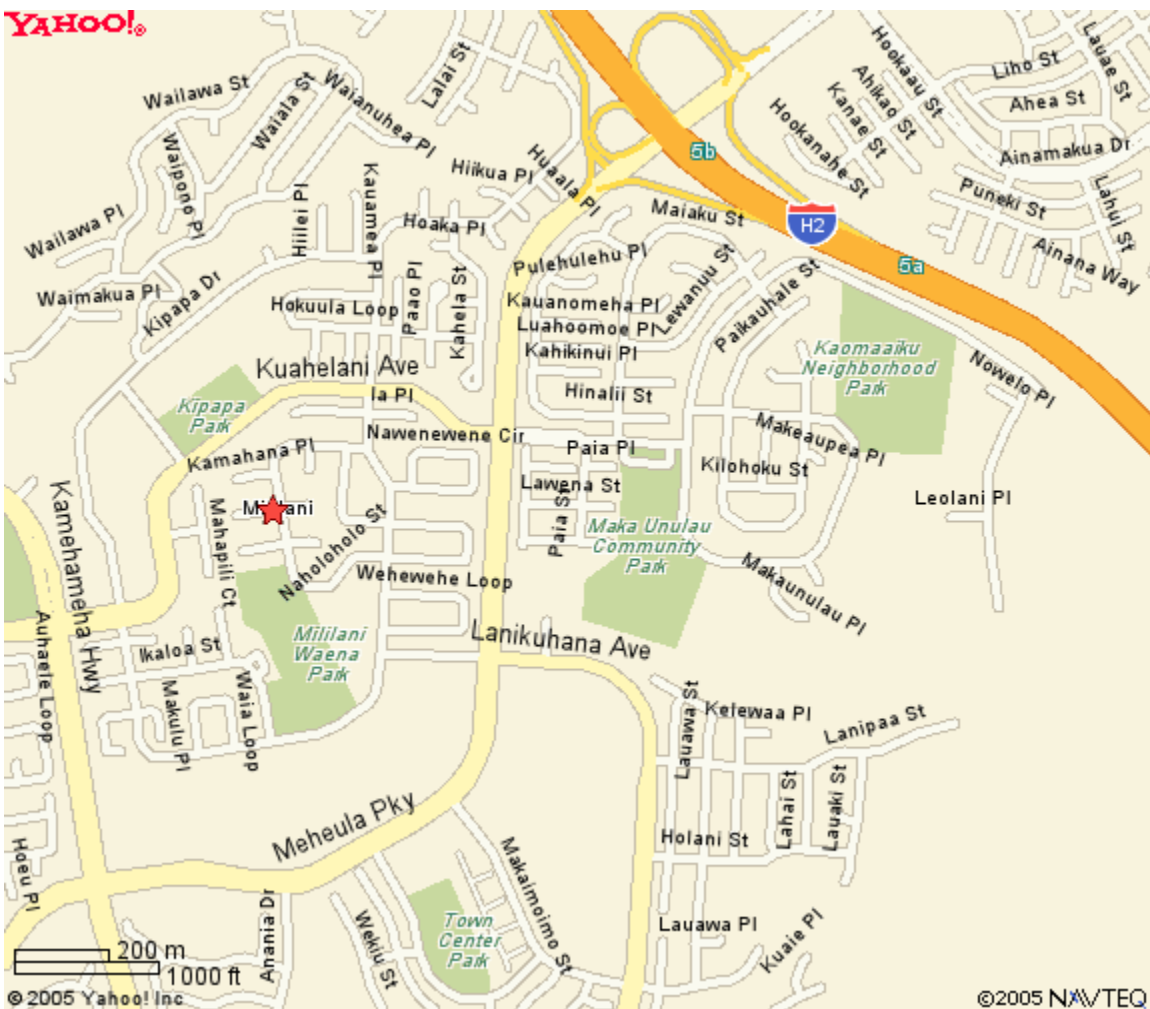 YAHOO!®
Wailawa St
Waiala St
Waianuhea Pl
Lalai St
Hookaau St
Liho St
Lauae St
Ahikao St
Kanae St
Ahea St
Hookanahe St
Ainamakua Dr
5b
Waipono Pl
Hiikua Pl
Huaala Pl
Puneki St
Lahui St
Wailawa Pl
Hiilei Pl
Kauamea Pl
Hoaka Pl
Maiaku St
H2
Ainana Way
5a
Waimakua Pl
Kipapa Dr
Hokuula Loop
Paao Pl
Kahela St
Pulehulehu Pl
Kauanomeha Pl
Lewanuu St
Luahoomoe Pl
Kahikinui Pl
Paikauhale St
Kaomaaiku
Neighborhood
Park
Nowelo Pl
Kuahelani Ave
Ia Pl
Hinalii St
Kipapa
Park
Nawenewene Cir
Kamahana Pl
Paia Pl
Makeaupea Pl
Kilohoku St
Lawena St
Leolani Pl
Kamehameha Hwy
Mahapili Ct
Naholoholo St
Paia St
Maka Unulau
Community
Park
Wehewehe Loop
Makaunulau Pl
Auhaele Loop
Ikaloa St
Mililani
Waena
Park
Lanikuhana Ave
Makulu Pl
Waia Loop
Lauawa St
Kelewaa Pl
Lanipaa St
Meheula Pky
Lahai St
Lauaki St
Hoeu Pl
Makaimoimo St
Holani St
Anania Dr
Wekiu St
Town
Center
Park
Lauawa Pl
Kuaie Pl
200 m
1000 ft
©2005 Yahoo! Inc
©2005 NAVTEQ